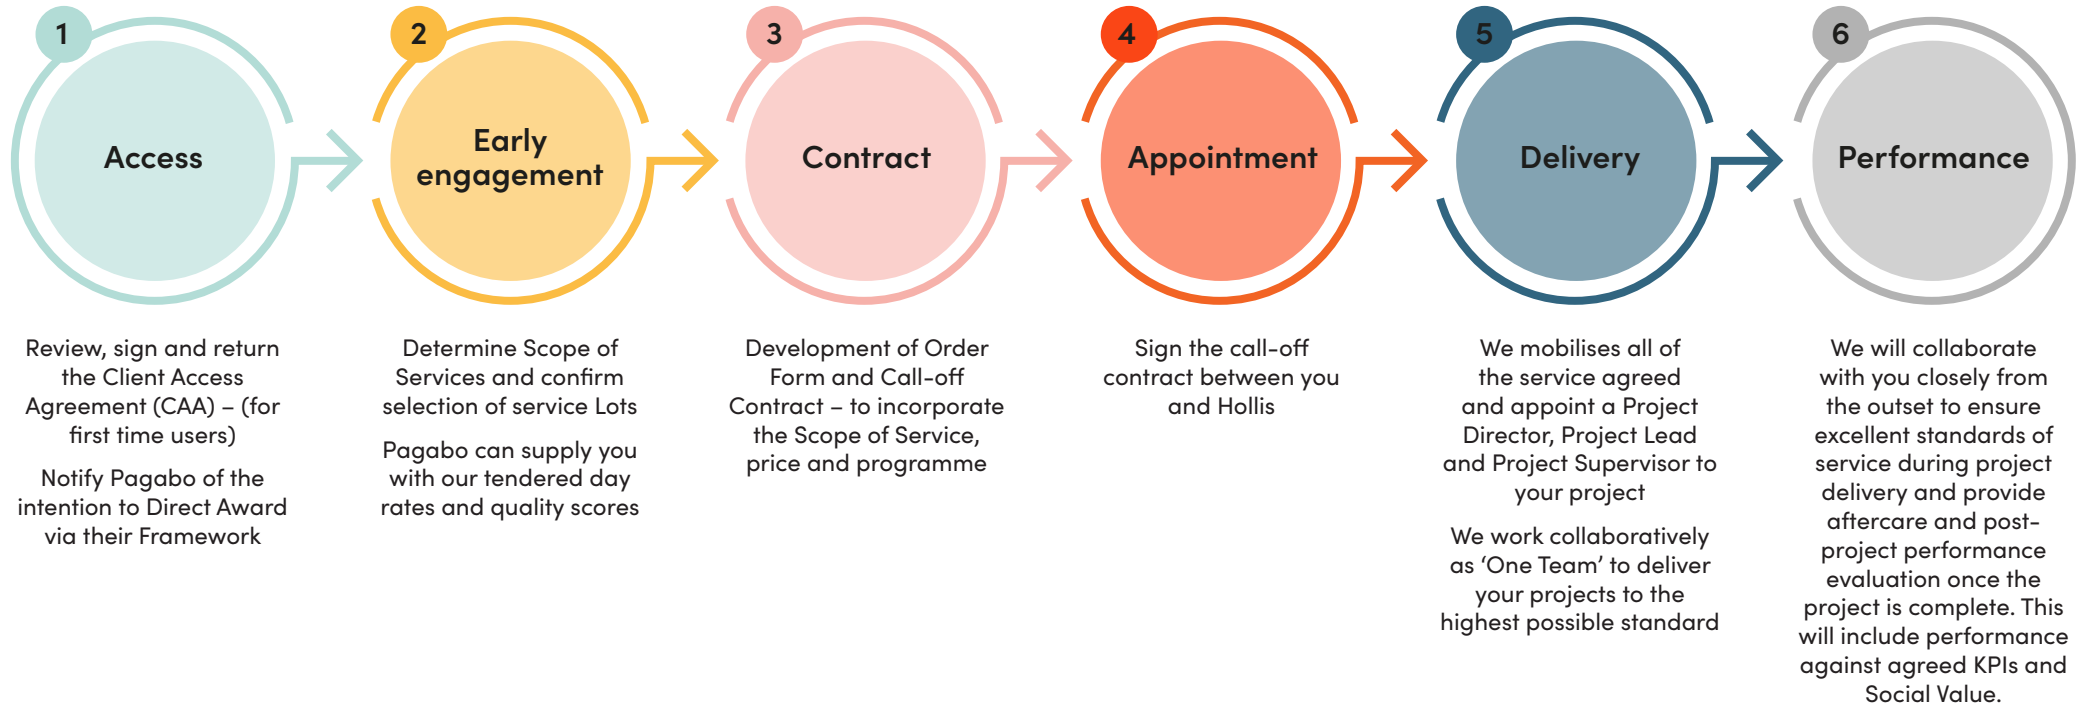 1
Access
Review, sign and return
the Client Access
Agreement (CAA) – (for
first time users)
Notify Pagabo of the
intention to Direct Award
via their Framework
2
Early
engagement
Determine Scope of
Services and confirm
selection of service Lots
Pagabo can supply you
with our tendered day
rates and quality scores
3
Contract
Development of Order
Form and Call-off
Contract – to incorporate
the Scope of Service,
price and programme
4
Appointment
Sign the call-off
contract between you
and Hollis
5
Delivery
We mobilises all of
the service agreed
and appoint a Project
Director, Project Lead
and Project Supervisor to
your project
We work collaboratively
as ‘One Team’ to deliver
your projects to the
highest possible standard
6
Performance
We will collaborate
with you closely from
the outset to ensure
excellent standards of
service during project
delivery and provide
aftercare and post-
project performance
evaluation once the
project is complete. This
will include performance
against agreed KPIs and
Social Value.